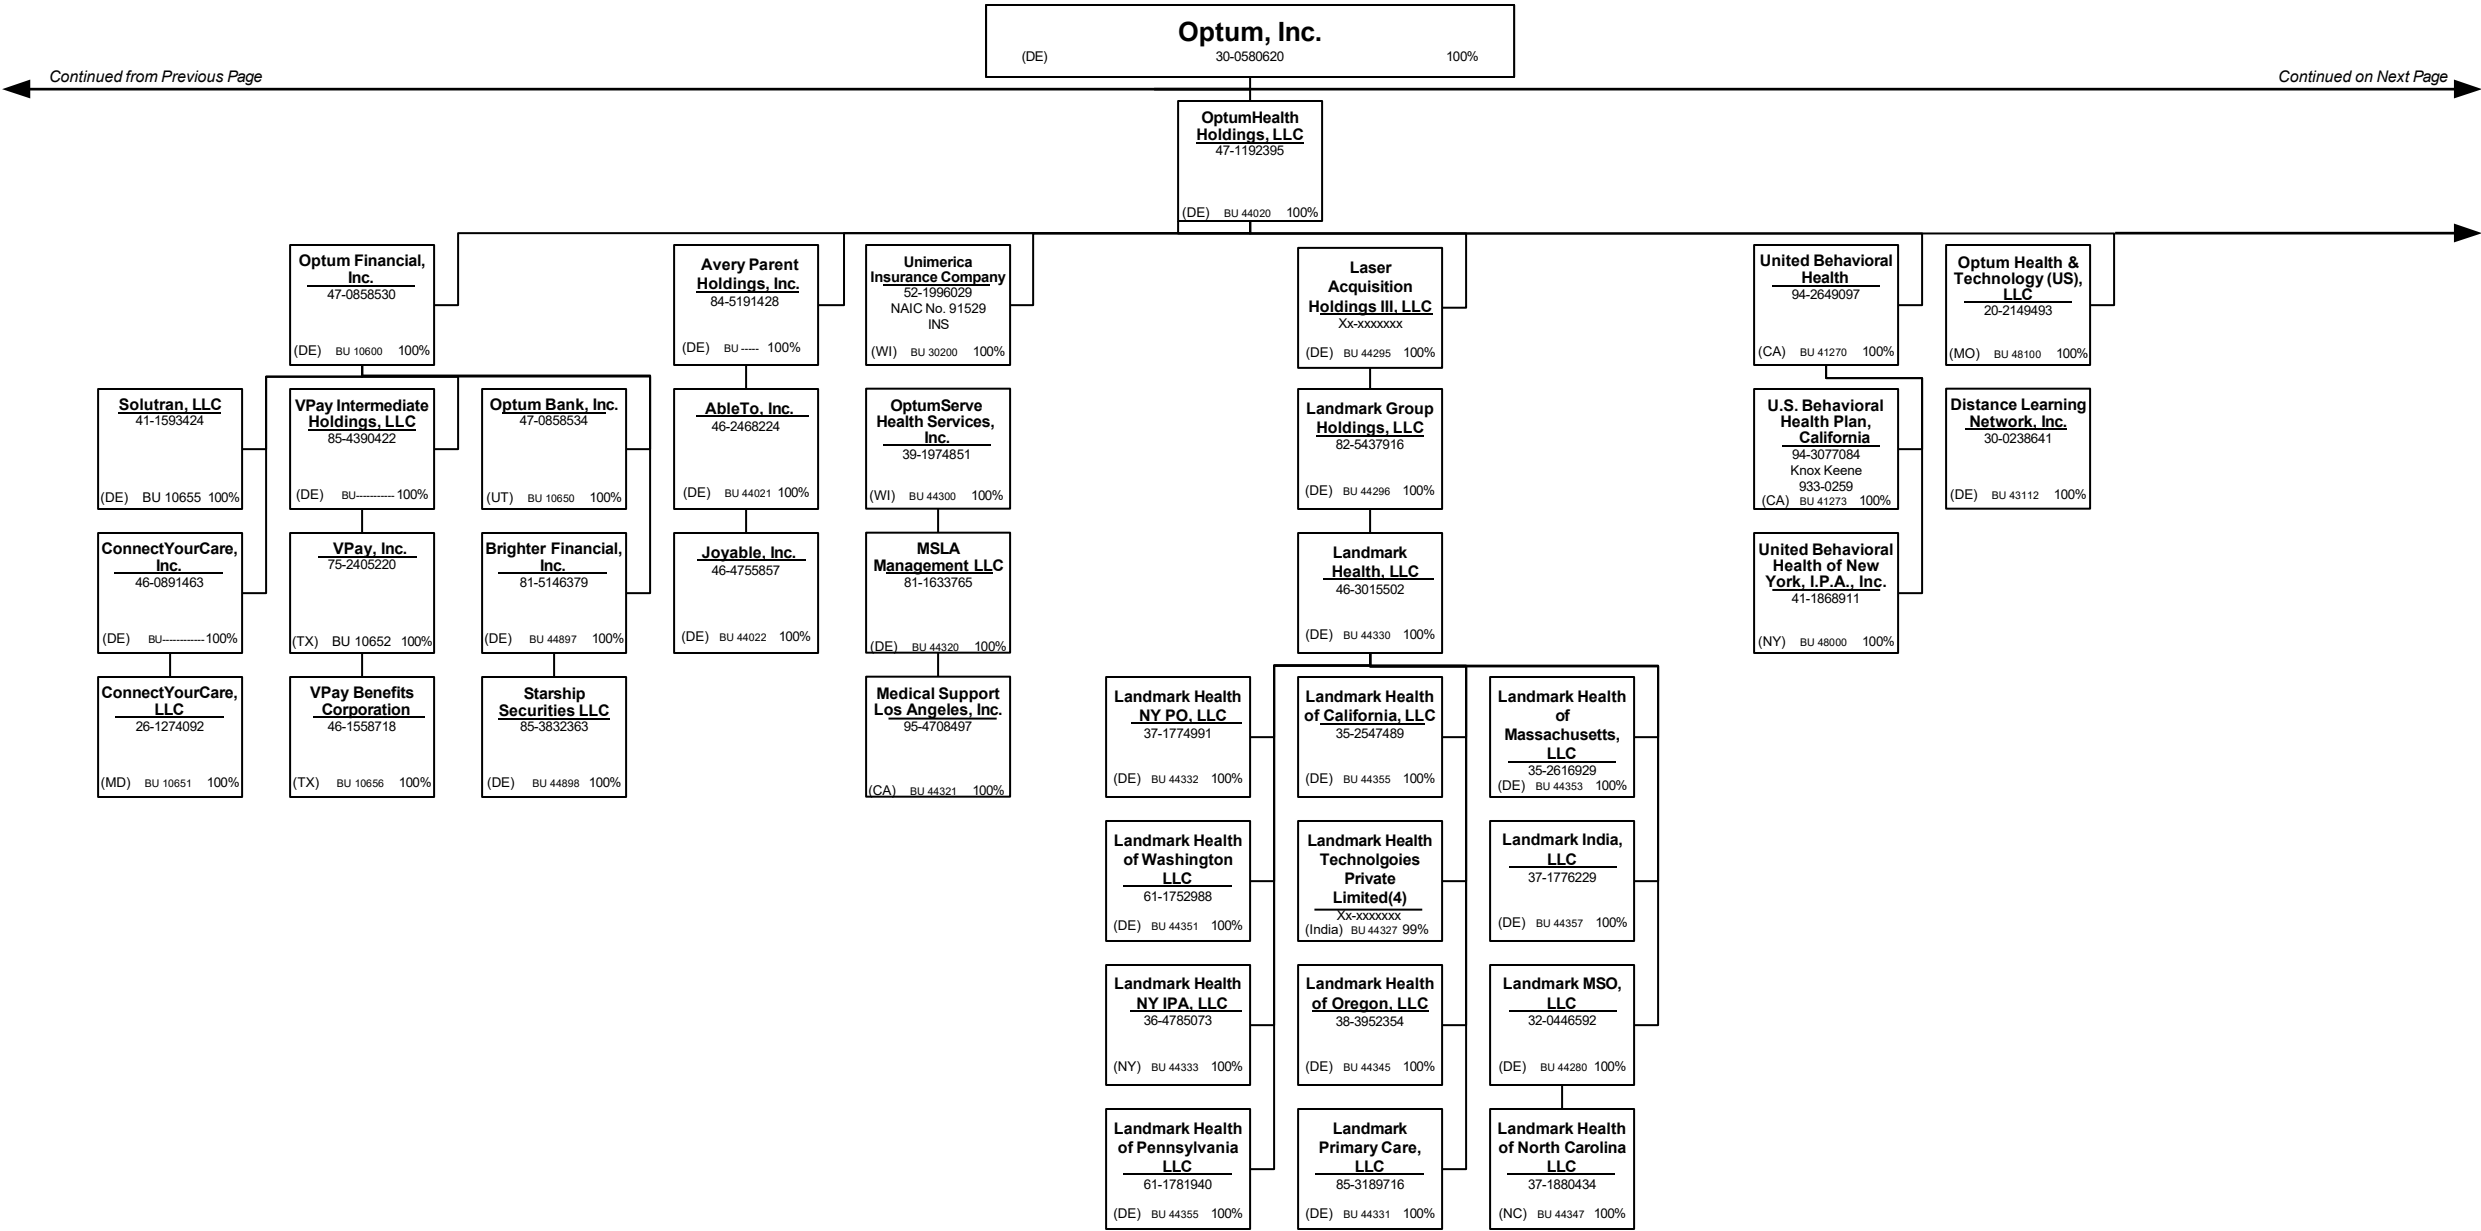 Optum, Inc.
(DE) 30-0580620 100%
Continued from Previous Page
Continued on Next Page
OptumHealth
Holdings, LLC
47-1192395
(DE) BU 44020 100%
Optum Financial,
Inc.
47-0858530
(DE) BU 10600 100%
Avery Parent
Holdings, Inc.
84-5191428
(DE) BU ----- 100%
Unimerica
Insurance Company
52-1996029
NAIC No. 91529
INS
(WI) BU 30200 100%
Laser
Acquisition
Holdings III, LLC
Xx-xxxxxxx
(DE) BU 44295 100%
United Behavioral
Health
94-2649097
(CA) BU 41270 100%
Optum Health &
Technology (US),
LLC
20-2149493
(MO) BU 48100 100%
Solutran, LLC
41-1593424
(DE) BU 10655 100%
VPay Intermediate
Holdings, LLC
85-4390422
(DE) BU----------- 100%
Optum Bank, Inc.
47-0858534
(UT) BU 10650 100%
AbleTo, Inc.
46-2468224
(DE) BU 44021 100%
OptumServe
Health Services,
Inc.
39-1974851
(WI) BU 44300 100%
Landmark Group
Holdings, LLC
82-5437916
(DE) BU 44296 100%
U.S. Behavioral
Health Plan,
California
94-3077084
Knox Keene
933-0259
(CA) BU 41273 100%
Distance Learning
Network, Inc.
30-0238641
(DE) BU 43112 100%
ConnectYourCare,
Inc.
46-0891463
(DE) BU------------ 100%
VPay, Inc.
75-2405220
(TX) BU 10652 100%
Brighter Financial,
Inc.
81-5146379
(DE) BU 44897 100%
Joyable, Inc.
46-4755857
(DE) BU 44022 100%
MSLA
Management LLC
81-1633765
(DE) BU 44320 100%
Landmark
Health, LLC
46-3015502
(DE) BU 44330 100%
United Behavioral
Health of New
York, I.P.A., Inc.
41-1868911
(NY) BU 48000 100%
ConnectYourCare,
LLC
26-1274092
(MD) BU 10651 100%
VPay Benefits
Corporation
46-1558718
(TX) BU 10656 100%
Starship
Securities LLC
85-3832363
(DE) BU 44898 100%
Medical Support
Los Angeles, Inc.
95-4708497
(CA) BU 44321 100%
Landmark Health
NY PO, LLC
37-1774991
(DE) BU 44332 100%
Landmark Health
of California, LLC
35-2547489
(DE) BU 44355 100%
Landmark Health
of
Massachusetts,
LLC
35-2616929
(DE) BU 44353 100%
Landmark Health
of Washington
LLC
61-1752988
(DE) BU 44351 100%
Landmark Health
Technolgoies
Private
Limited(4)
Xx-xxxxxxx
(India) BU 44327 99%
Landmark India,
LLC
37-1776229
(DE) BU 44357 100%
Landmark Health
NY IPA, LLC
36-4785073
(NY) BU 44333 100%
Landmark Health
of Oregon, LLC
38-3952354
(DE) BU 44345 100%
Landmark MSO,
LLC
32-0446592
(DE) BU 44280 100%
Landmark Health
of Pennsylvania
LLC
61-1781940
(DE) BU 44355 100%
Landmark
Primary Care,
LLC
85-3189716
(DE) BU 44331 100%
Landmark Health
of North Carolina
LLC
37-1880434
(NC) BU 44347 100%